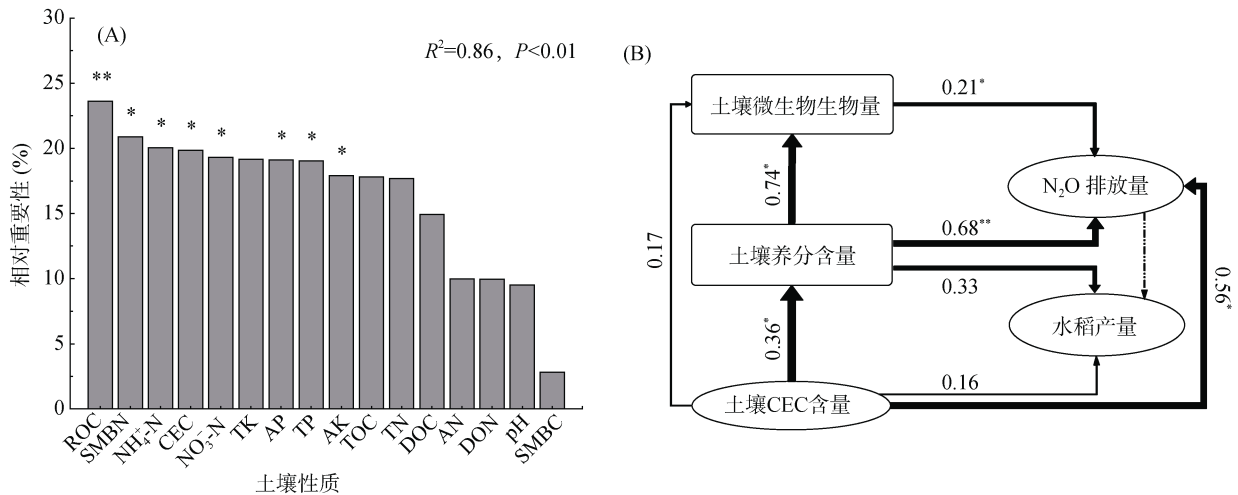 (A)
R²=0.86，P<0.01
相对重要性 (%)
30
25
20
15
10
5
0
**
*
*
*
*
*
*
*
ROC
SMBN
NH₄⁺-N
CEC
NO₃⁻-N
TK
AP
TP
AK
TOC
TN
DOC
AN
DON
pH
SMBC
土壤性质
(B)
土壤微生物生物量
0.21*
N₂O 排放量
0.74*
0.68**
土壤养分含量
0.17
0.33
0.56*
水稻产量
0.36*
0.16
土壤CEC含量